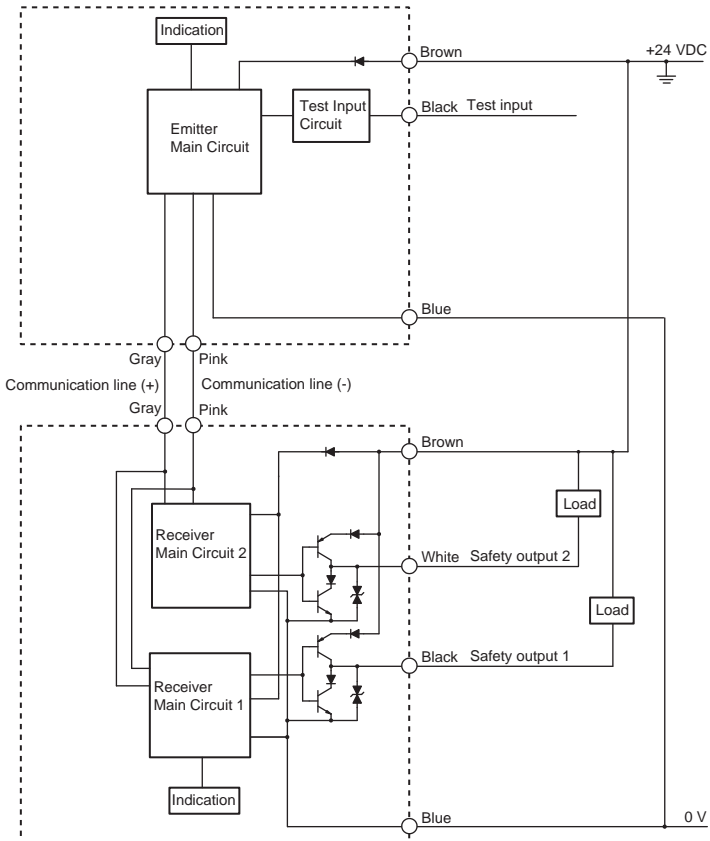 Indication
Brown
+24 VDC
Emitter
Main Circuit
Test Input
Circuit
Black Test input
Blue
Gray
Pink
Communication line (+)
Communication line (-)
Gray
Pink
Brown
Load
Receiver
Main Circuit 2
White Safety output 2
Load
Black Safety output 1
Receiver
Main Circuit 1
Indication
Blue
0 V